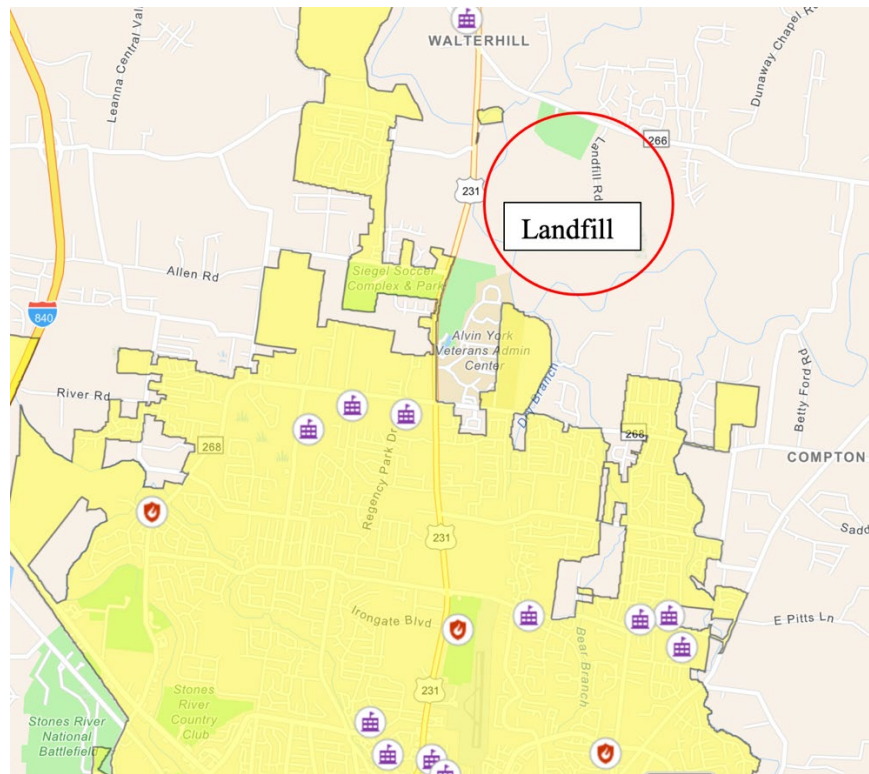 WALTERHILL
Leanna Central Val
Dunaway Chapel R
266
Landfill Rd
231
Landfill
Allen Rd
Siegel Soccer
Complex & Park
840
Alvin York
Veterans Admin
Center
Dry Branch
Betty Ford Rd
River Rd
268
268
COMPTON
Regency Park Dr
Sadd
231
Irongate Blvd
E Pitts Ln
Bear Branch
231
Stones
River
Country
Club
Stones River
National
Battlefield